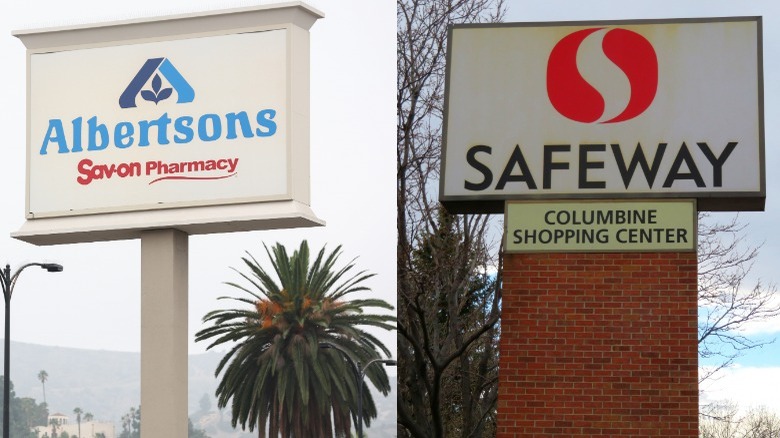 Albertsons
Sav-on Pharmacy
SAFEWAY
COLUMBINE
SHOPPING CENTER